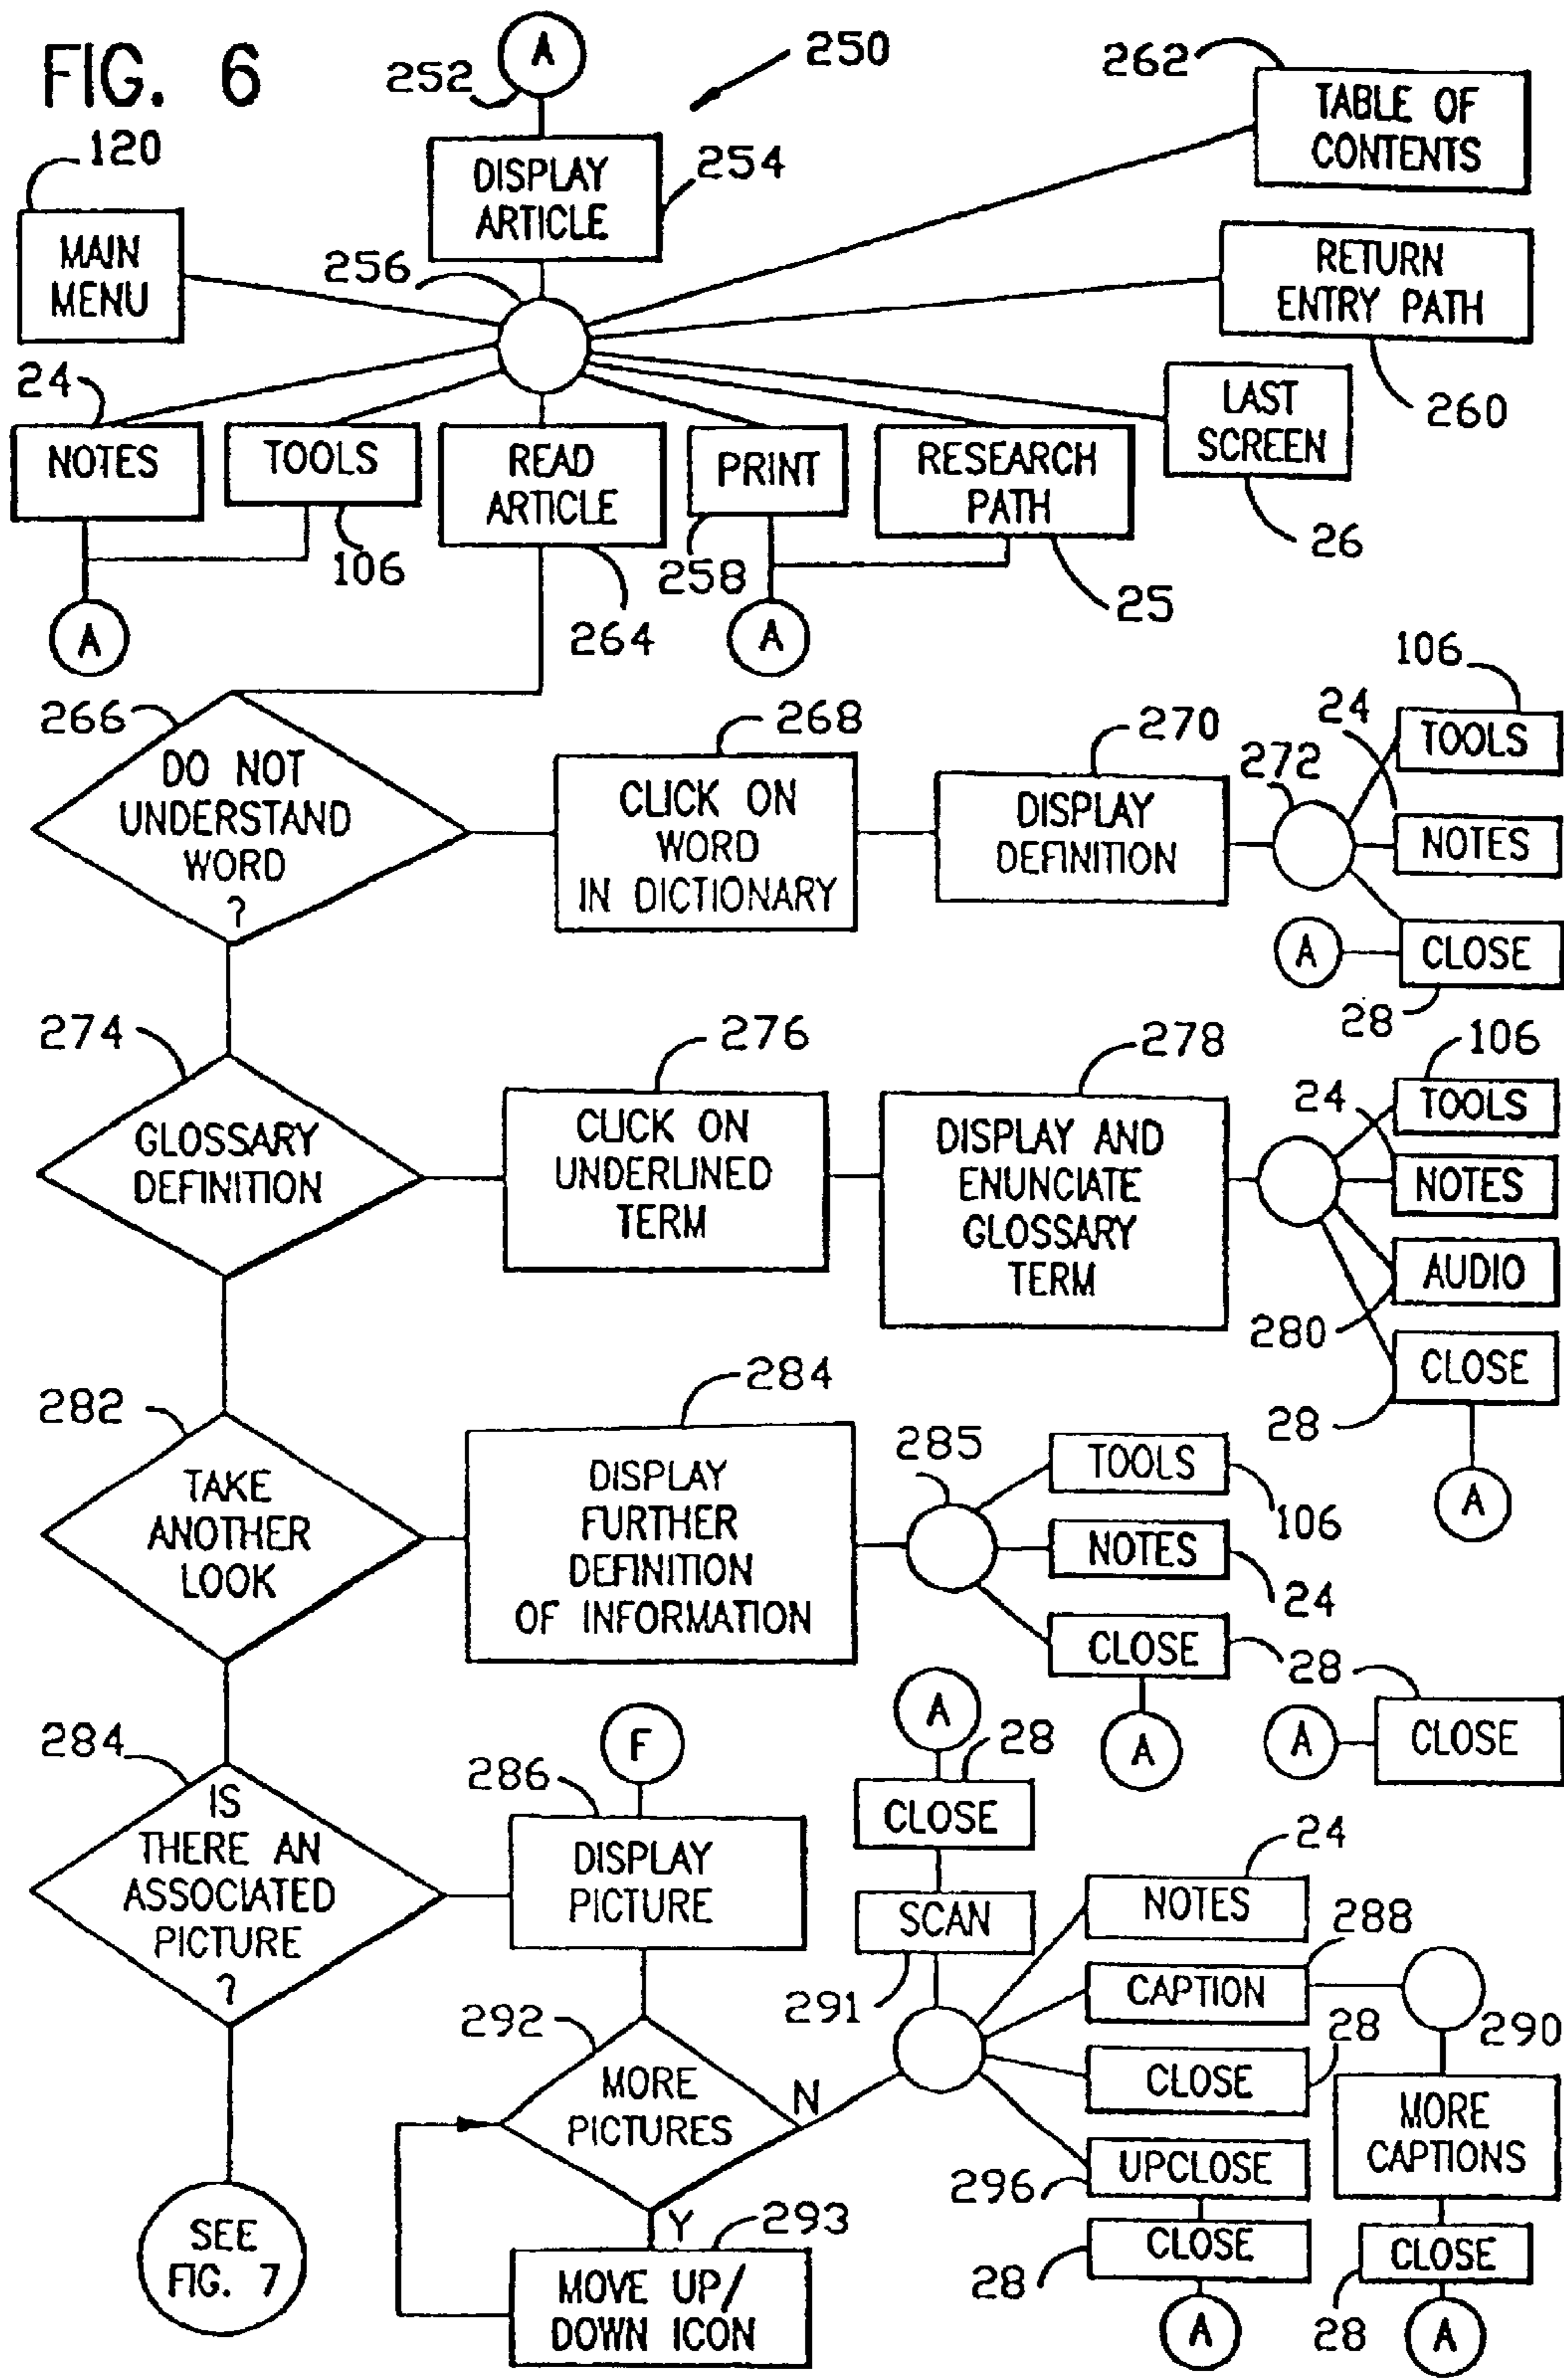 FIG. 6
A
252
250
262
TABLE OF
CONTENTS
120
DISPLAY
ARTICLE
254
MAIN
MENU
256
RETURN
ENTRY PATH
260
24
NOTES
TOOLS
106
READ
ARTICLE
264
PRINT
258
RESEARCH
PATH
25
LAST
SCREEN
26
A
A
266
DO NOT
UNDERSTAND
WORD
?
268
CLICK ON
WORD
IN DICTIONARY
270
DISPLAY
DEFINITION
272
106
TOOLS
24
NOTES
A
CLOSE
28
274
GLOSSARY
DEFINITION
276
CLICK ON
UNDERLINED
TERM
278
DISPLAY AND
ENUNCIATE
GLOSSARY
TERM
106
TOOLS
24
NOTES
AUDIO
280
CLOSE
28
A
282
TAKE
ANOTHER
LOOK
284
DISPLAY
FURTHER
DEFINITION
OF INFORMATION
285
TOOLS
106
NOTES
24
CLOSE
28
A
A
CLOSE
284
IS
THERE AN
ASSOCIATED
PICTURE
?
F
286
DISPLAY
PICTURE
A
28
CLOSE
SCAN
291
24
NOTES
288
CAPTION
290
28
CLOSE
MORE
CAPTIONS
UPCLOSE
296
CLOSE
28
A
CLOSE
28
A
292
MORE
PICTURES
N
Y
293
MOVE UP/
DOWN ICON
SEE
FIG. 7